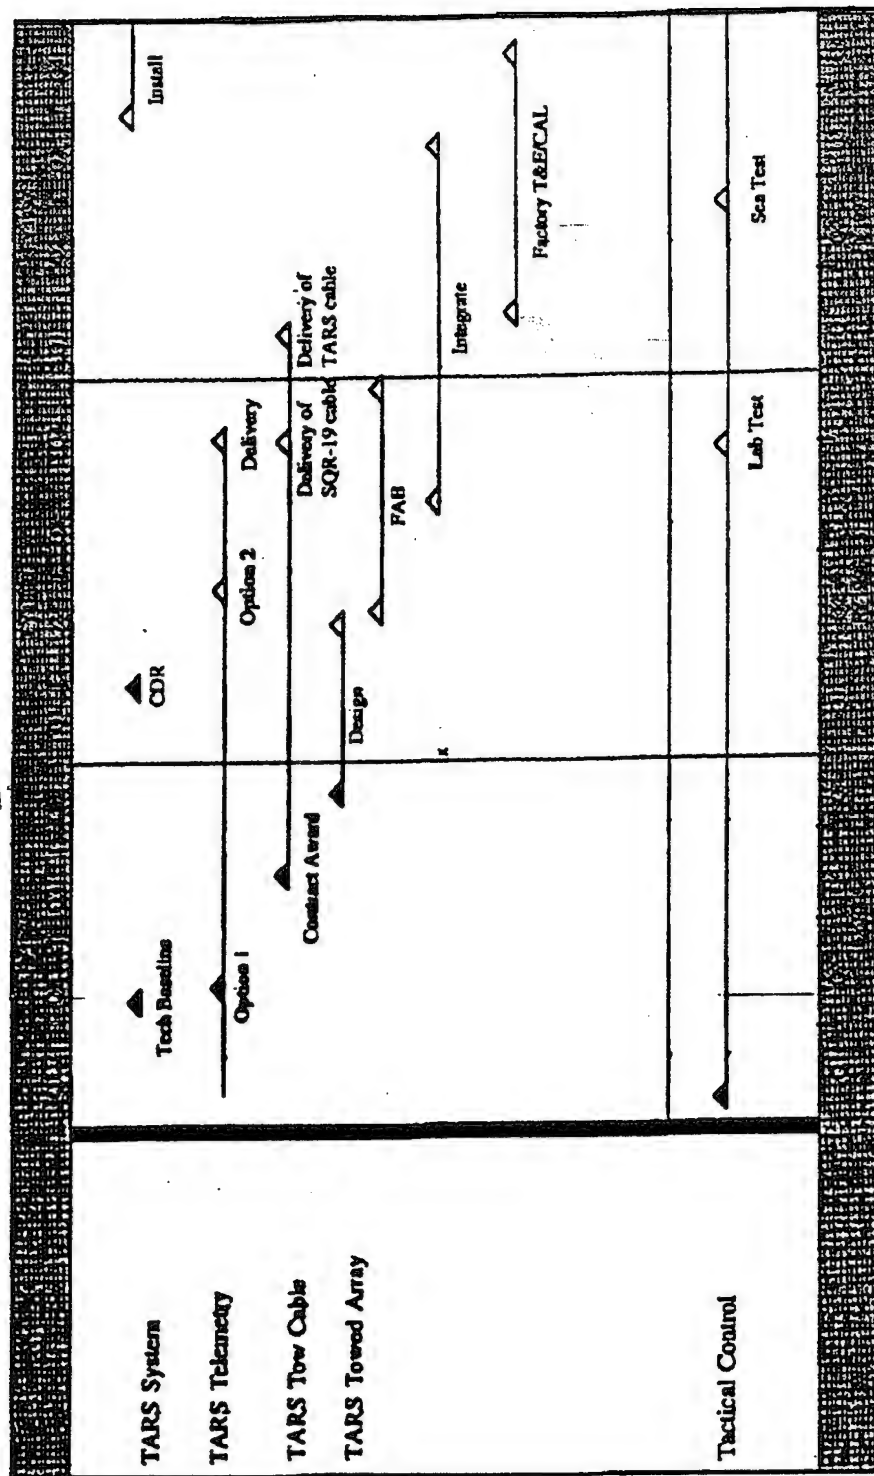 TARS System
Tech Baseline
CDR
Install
TARS Telemetry
Option 1
Option 2
Delivery
TARS Tow Cable
Contract Award
Delivery of
SQR-19 cable
Delivery of
TARS cable
TARS Towed Array
Design
FAB
Integrate
Factory T&E/CAL
Tactical Control
Lab Test
Sea Test